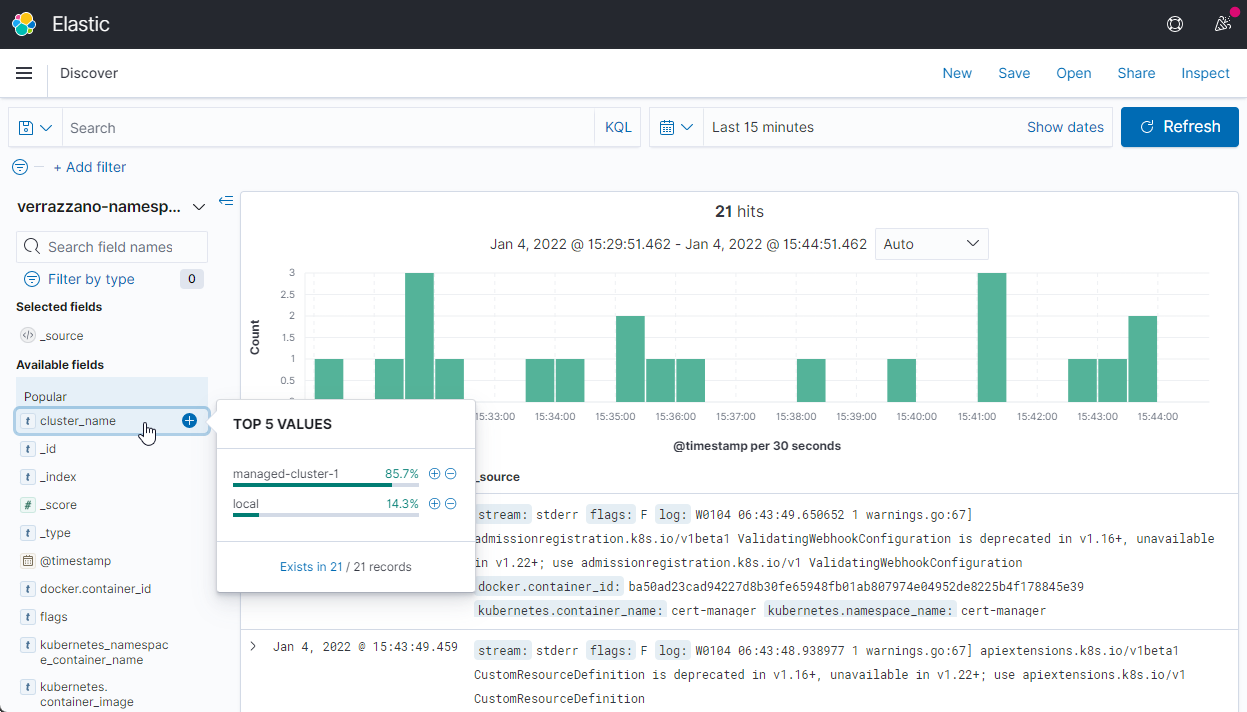 Elastic
Discover
New Save Open Share Inspect
Search KQL
Last 15 minutes Show dates
Refresh
+ Add filter
verrazzano-namesp...
Search field names
Filter by type 0
Selected fields
_source
Available fields
Popular
t cluster_name
t _id
t _index
# _score
t _type
@timestamp
t docker.container_id
t flags
t kubernetes_namespac
e_container_name
t kubernetes.
container_image
TOP 5 VALUES
managed-cluster-1 85.7%
local 14.3%
Exists in 21 / 21 records
21 hits
Jan 4, 2022 @ 15:29:51.462 - Jan 4, 2022 @ 15:44:51.462 Auto
3
2.5
2
1.5
1
0.5
Count
15:33:00 15:34:00 15:35:00 15:36:00 15:37:00 15:38:00 15:39:00 15:40:00 15:41:00 15:42:00 15:43:00 15:44:00
@timestamp per 30 seconds
_source
stream: stderr flags: F log: W0104 06:43:49.650652 1 warnings.go:67]
admissionregistration.k8s.io/v1beta1 ValidatingWebhookConfiguration is deprecated in v1.16+, unavailable
in v1.22+; use admissionregistration.k8s.io/v1 ValidatingWebhookConfiguration
docker.container_id: ba50ad23cad94227d8b30fe65948fb01ab807974e04952de8225b4f178845e39
kubernetes.container_name: cert-manager kubernetes.namespace_name: cert-manager
Jan 4, 2022 @ 15:43:49.459
stream: stderr flags: F log: W0104 06:43:48.938977 1 warnings.go:67] apiextensions.k8s.io/v1beta1
CustomResourceDefinition is deprecated in v1.16+, unavailable in v1.22+; use apiextensions.k8s.io/v1
CustomResourceDefinition